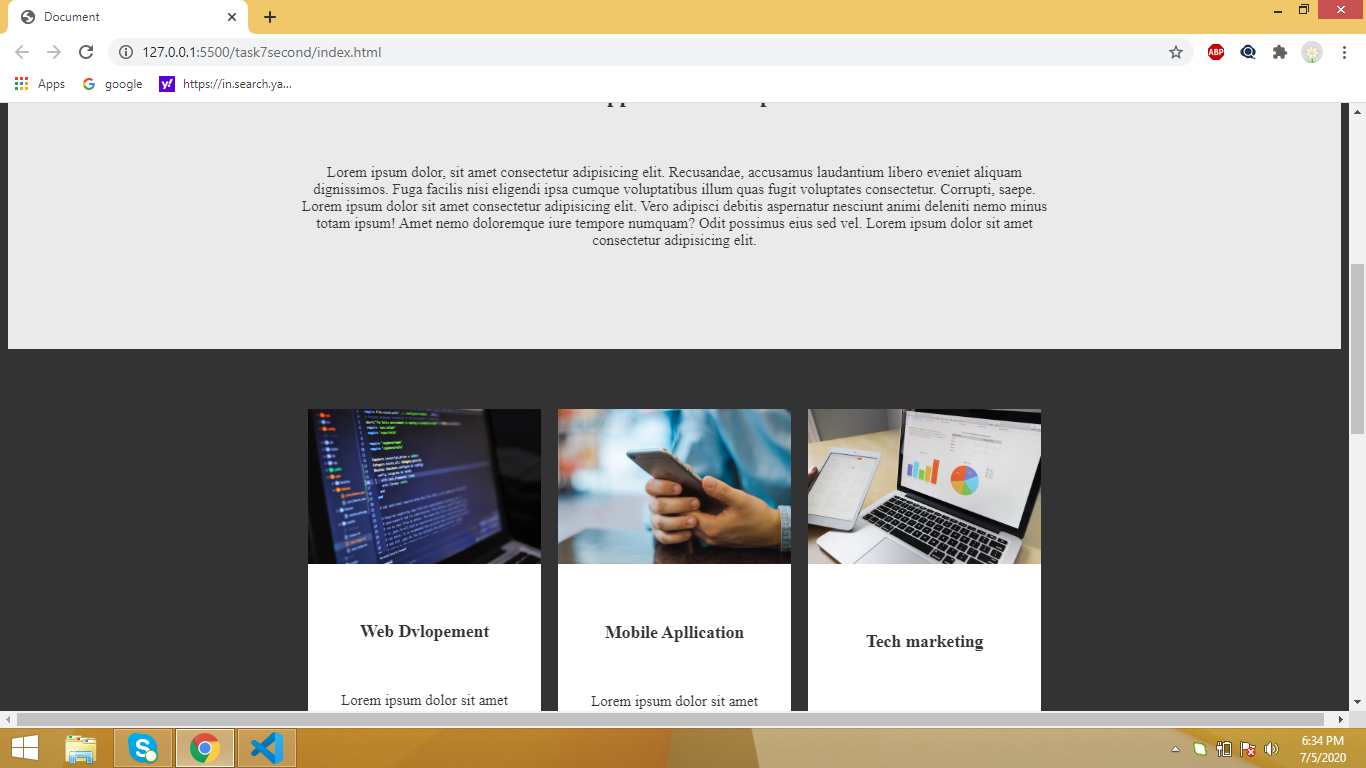 Document
127.0.0.1:5500/task7second/index.html
ABP
Apps
google
y!
https://in.search.ya...
Lorem ipsum dolor, sit amet consectetur adipisicing elit. Recusandae, accusamus laudantium libero eveniet aliquam
dignissimos. Fuga facilis nisi eligendi ipsa cumque voluptatibus illum quas fugit voluptates consectetur. Corrupti, saepe.
Lorem ipsum dolor sit amet consectetur adipisicing elit. Vero adipisci debitis aspernatur nesciunt animi deleniti nemo minus
totam ipsum! Amet nemo doloremque iure tempore numquam? Odit possimus eius sed vel. Lorem ipsum dolor sit amet
consectetur adipisicing elit.
Web Dvlopement
Mobile Apllication
Tech marketing
Lorem ipsum dolor sit amet
Lorem ipsum dolor sit amet
6:34 PM
7/5/2020